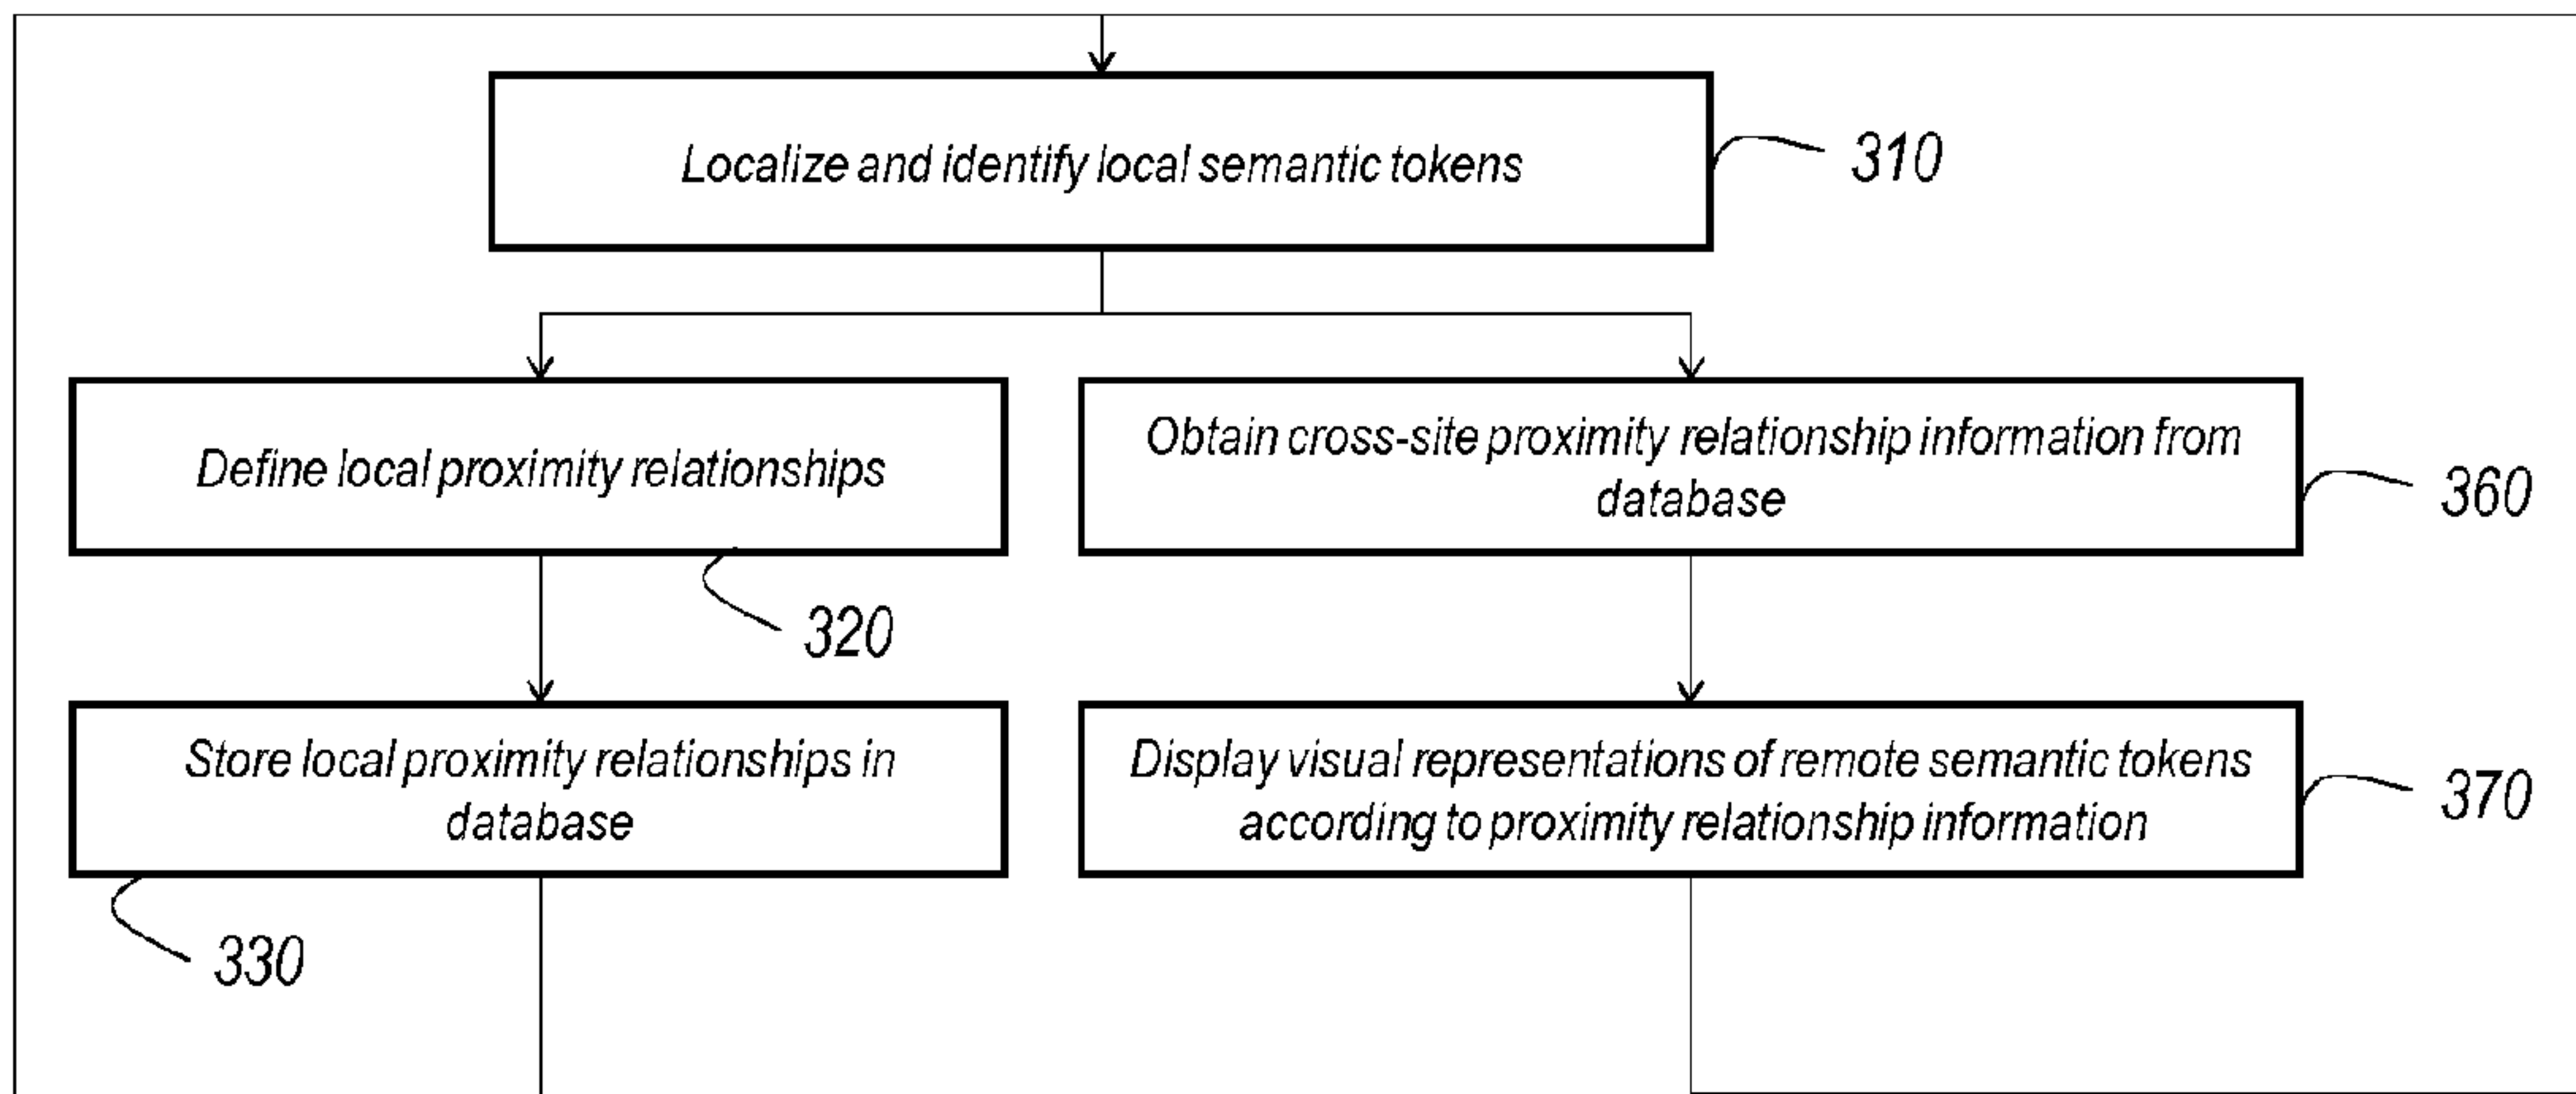 Localize and identify local semantic tokens
310
Define local proximity relationships
320
Obtain cross-site proximity relationship information from
database
360
Store local proximity relationships in
database
330
Display visual representations of remote semantic tokens
according to proximity relationship information
370